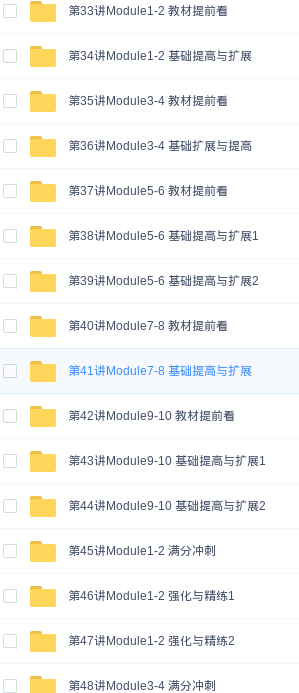 第33讲Module1-2 教材提前看
第34讲Module1-2 基础提高与扩展
第35讲Module3-4 教材提前看
第36讲Module3-4 基础扩展与提高
第37讲Module5-6 教材提前看
第38讲Module5-6 基础提高与扩展1
第39讲Module5-6 基础提高与扩展2
第40讲Module7-8 教材提前看
第41讲Module7-8 基础提高与扩展
第42讲Module9-10 教材提前看
第43讲Module9-10 基础提高与扩展1
第44讲Module9-10 基础提高与扩展2
第45讲Module1-2 满分冲刺
第46讲Module1-2 强化与精练1
第47讲Module1-2 强化与精练2
第48讲Module3-4 满分冲刺